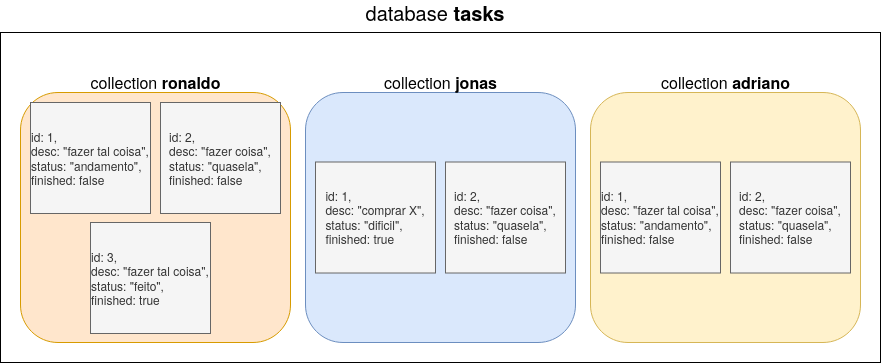 database tasks
collection ronaldo
id: 1,
desc: "fazer tal coisa",
status: "andamento",
finished: false
id: 2,
desc: "fazer coisa",
status: "quasela",
finished: false
id: 3,
desc: "fazer tal coisa",
status: "feito",
finished: true
collection jonas
id: 1,
desc: "comprar X",
status: "dificil",
finished: true
id: 2,
desc: "fazer coisa",
status: "quasela",
finished: false
collection adriano
id: 1,
desc: "fazer tal coisa",
status: "andamento",
finished: false
id: 2,
desc: "fazer coisa",
status: "quasela",
finished: false